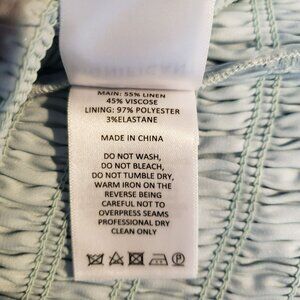 MAIN: 55% LINEN
45% VISCOSE
LINING: 97% POLYESTER
3%ELASTANE
MADE IN CHINA
DO NOT WASH,
DO NOT BLEACH,
DO NOT TUMBLE DRY,
WARM IRON ON THE
REVERSE BEING
CAREFUL NOT TO
OVERPRESS SEAMS
PROFESSIONAL DRY
CLEAN ONLY
P